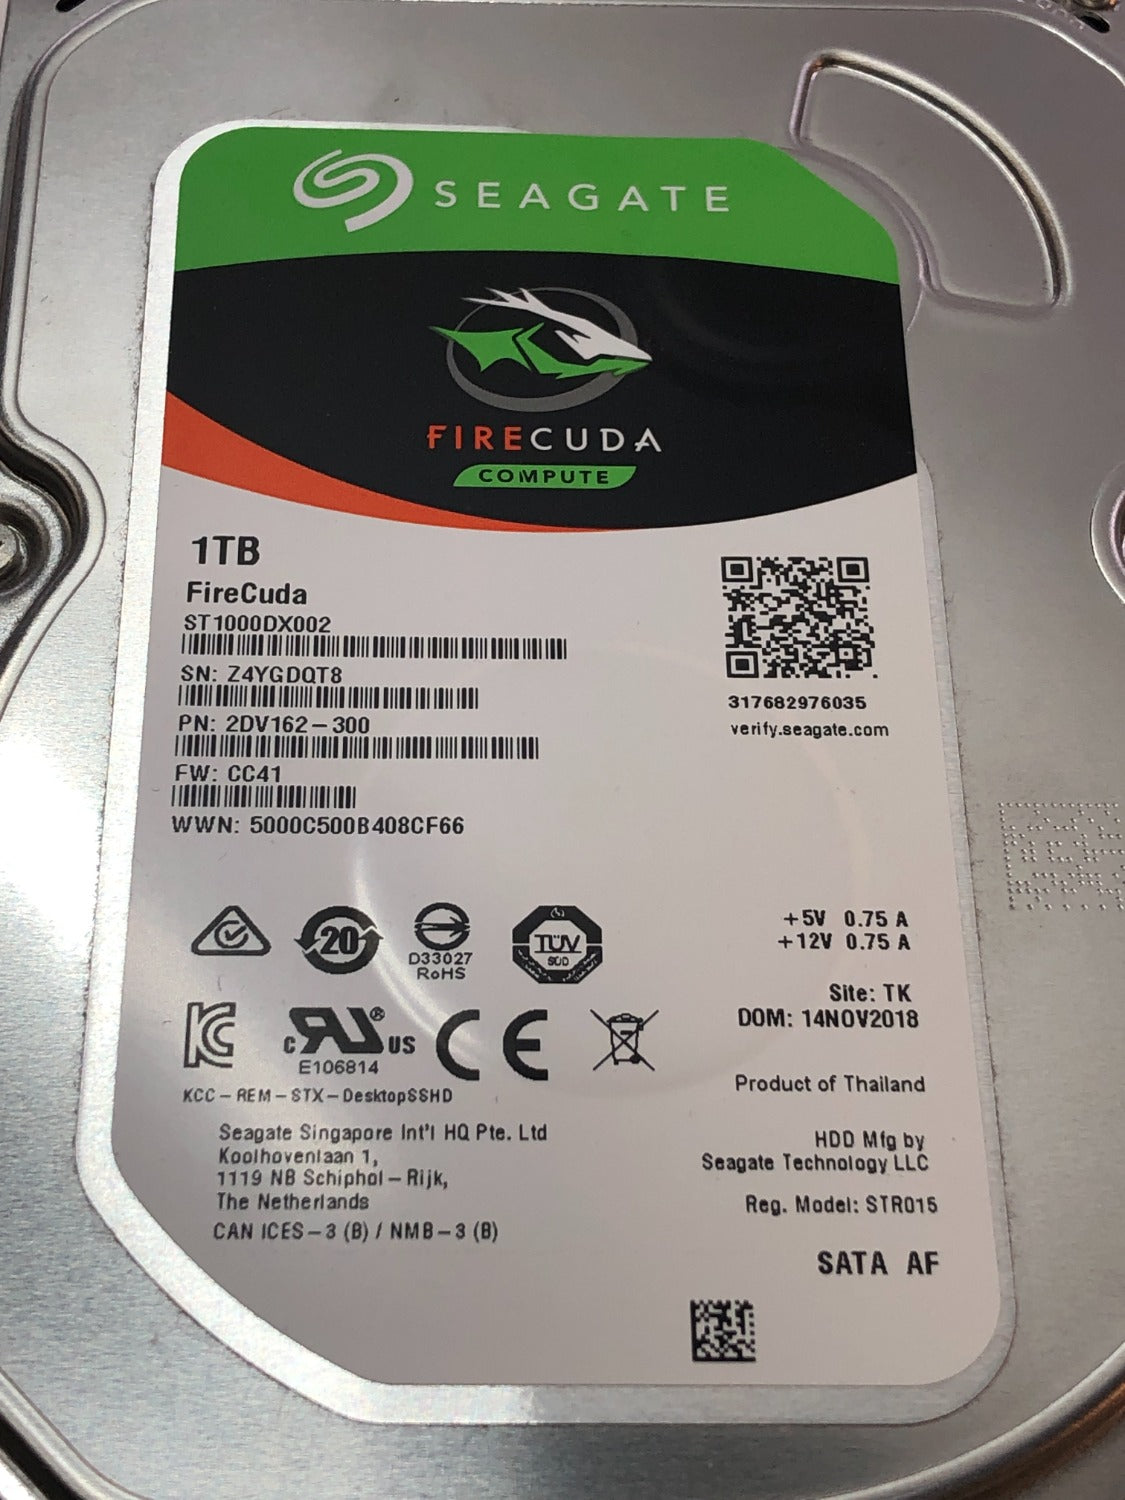 SEAGATE
FIRECUDA
COMPUTE
1TB
FireCuda
ST1000DX002
SN: Z4YGDQT8
PN: 2DV162-300
FW: CC41
WWN: 5000C500B408CF66
317682976035
verify.seagate.com
20
D33027
RoHS
TÜV
SÜD
+5V 0.75 A
+12V 0.75 A
Site: TK
DOM: 14NOV2018
c RU ® US
E106814
CE
KCC-REM-STX-DesktopSSHD
Product of Thailand
Seagate Singapore Int'l HQ Pte. Ltd
Koolhovenlaan 1,
1119 NB Schiphol-Rijk,
The Netherlands
CAN ICES-3 (B) / NMB-3 (B)
HDD Mfg by
Seagate Technology LLC
Reg. Model: STR015
SATA AF